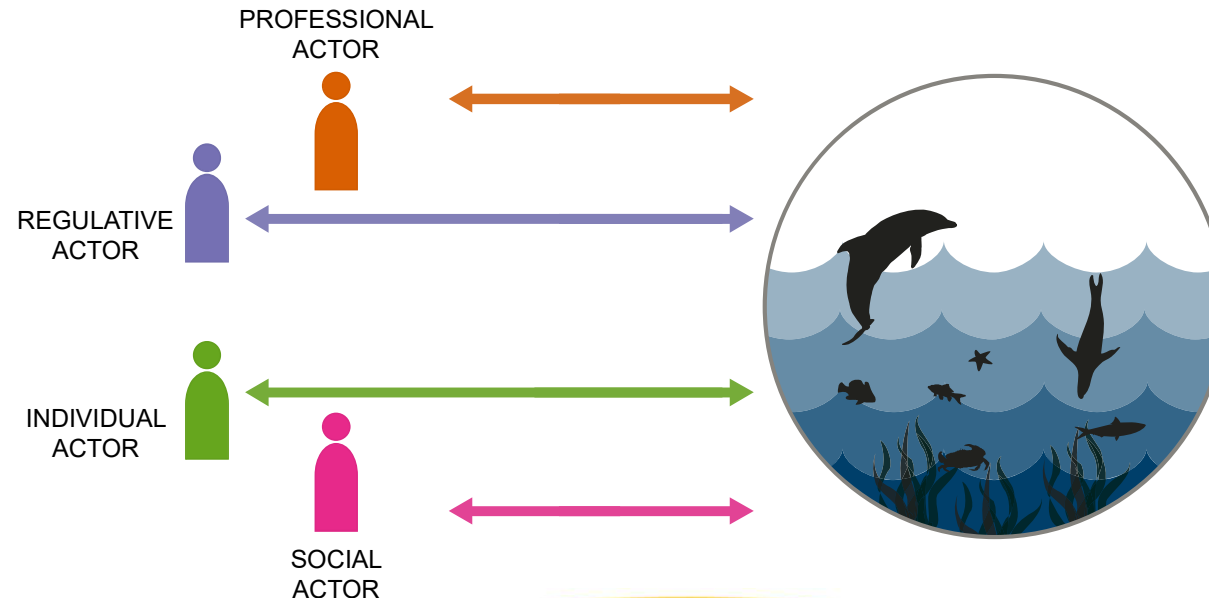 PROFESSIONAL
ACTOR
REGULATIVE
ACTOR
INDIVIDUAL
ACTOR
SOCIAL
ACTOR